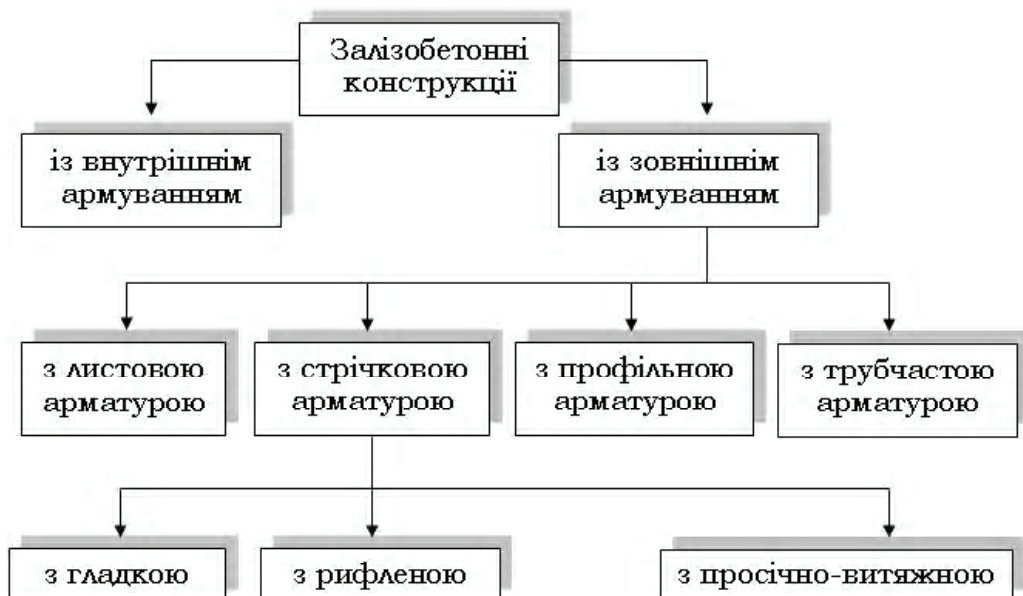 Залізобетонні
конструкції
із внутрішнім
армуванням
із зовнішнім
армуванням
з листовою
арматурою
з стрічковою
арматурою
з профільною
арматурою
з трубчастою
арматурою
з гладкою
з рифленою
з просічно-витяжною